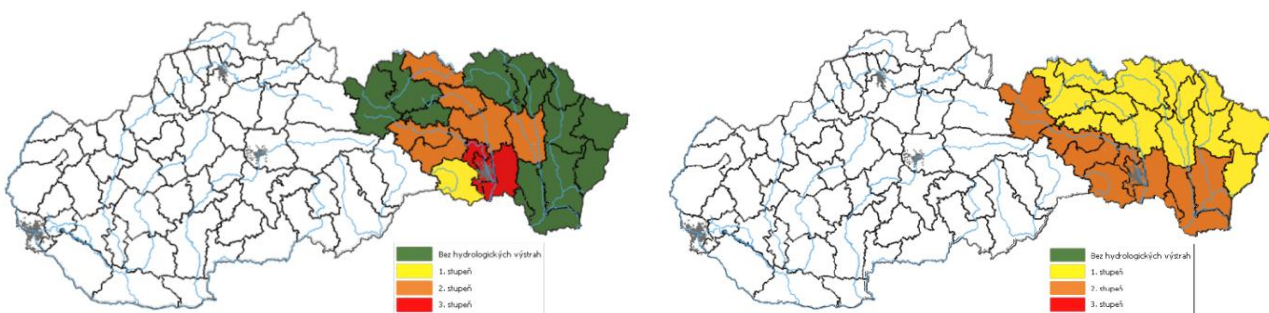 Bez hydrologických výstrah
1. stupeň
2. stupeň
3. stupeň
Bez hydrologických výstrah
1. stupeň
2. stupeň
3. stupeň